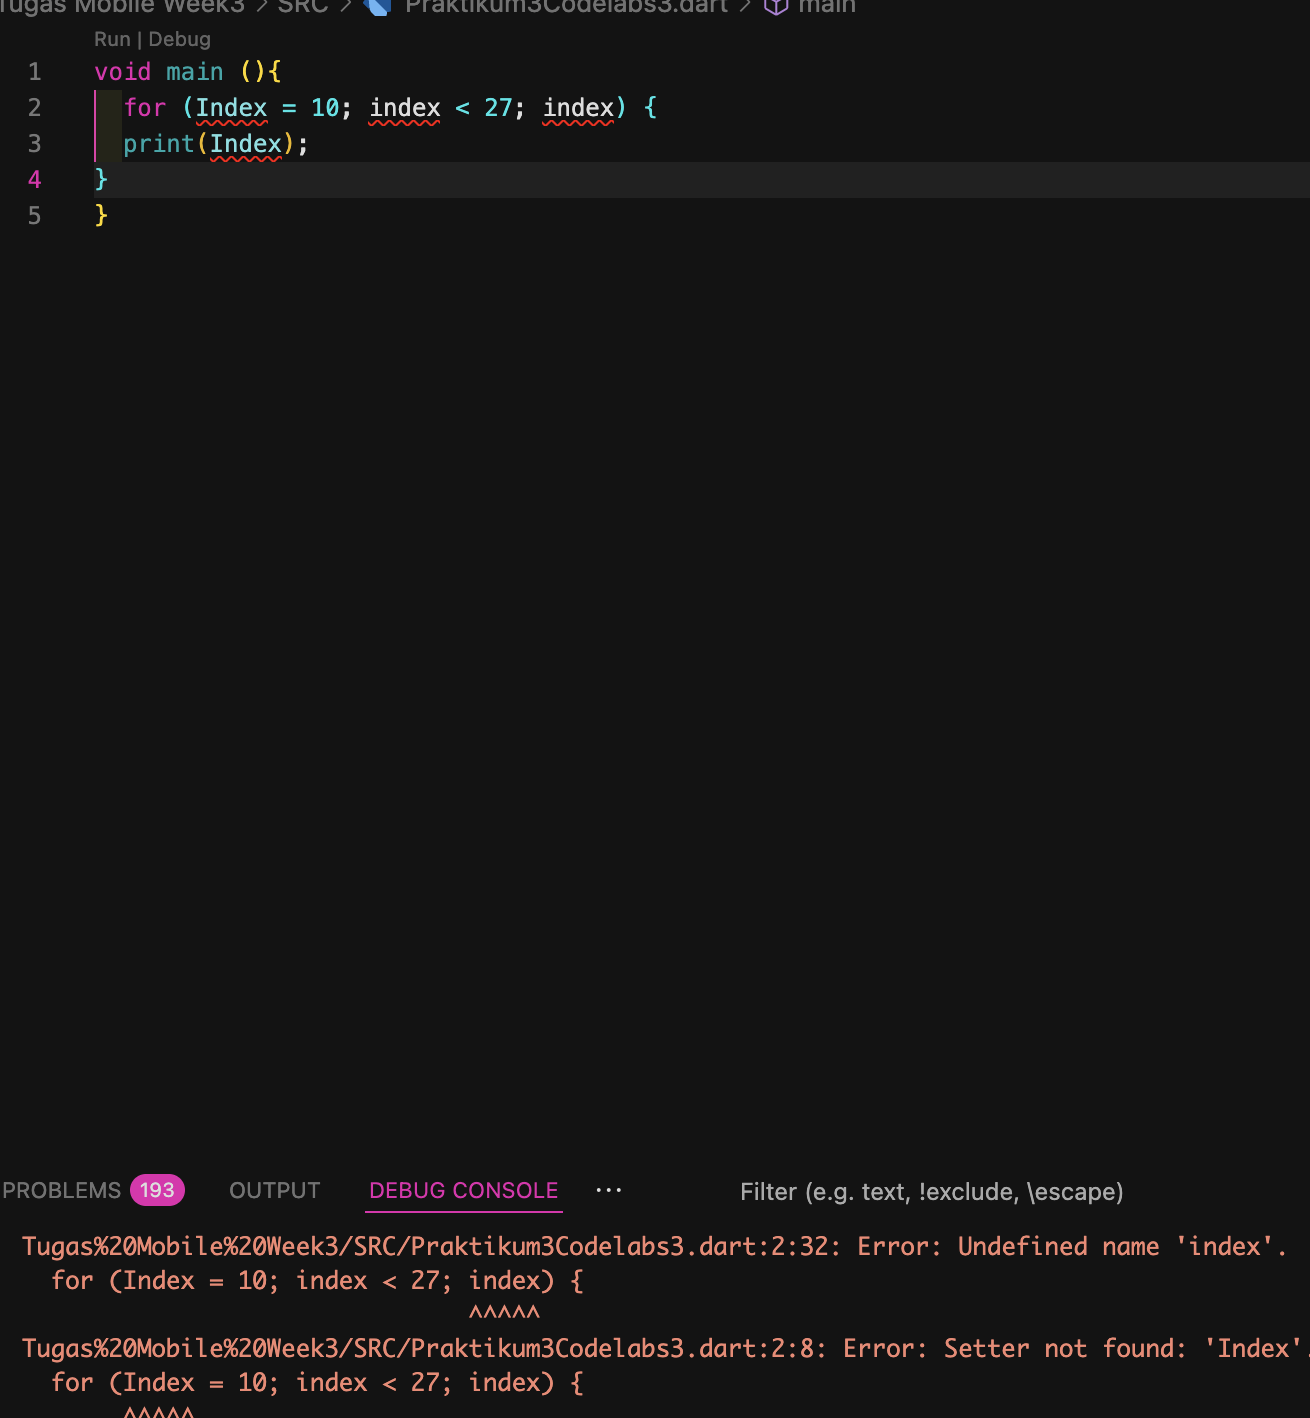 Tugas Mobile Week3 > SRC > Praktikum3Codelabs3.dart > main
Run | Debug
1 void main (){
2 for (Index = 10; index < 27; index) {
3 print(Index);
4 }
5 }
PROBLEMS 193 OUTPUT DEBUG CONSOLE ... Filter (e.g. text, !exclude, \escape)
Tugas%20Mobile%20Week3/SRC/Praktikum3Codelabs3.dart:2:32: Error: Undefined name 'index'.
for (Index = 10; index < 27; index) {
^^^^^
Tugas%20Mobile%20Week3/SRC/Praktikum3Codelabs3.dart:2:8: Error: Setter not found: 'Index'.
for (Index = 10; index < 27; index) {
^^^^^